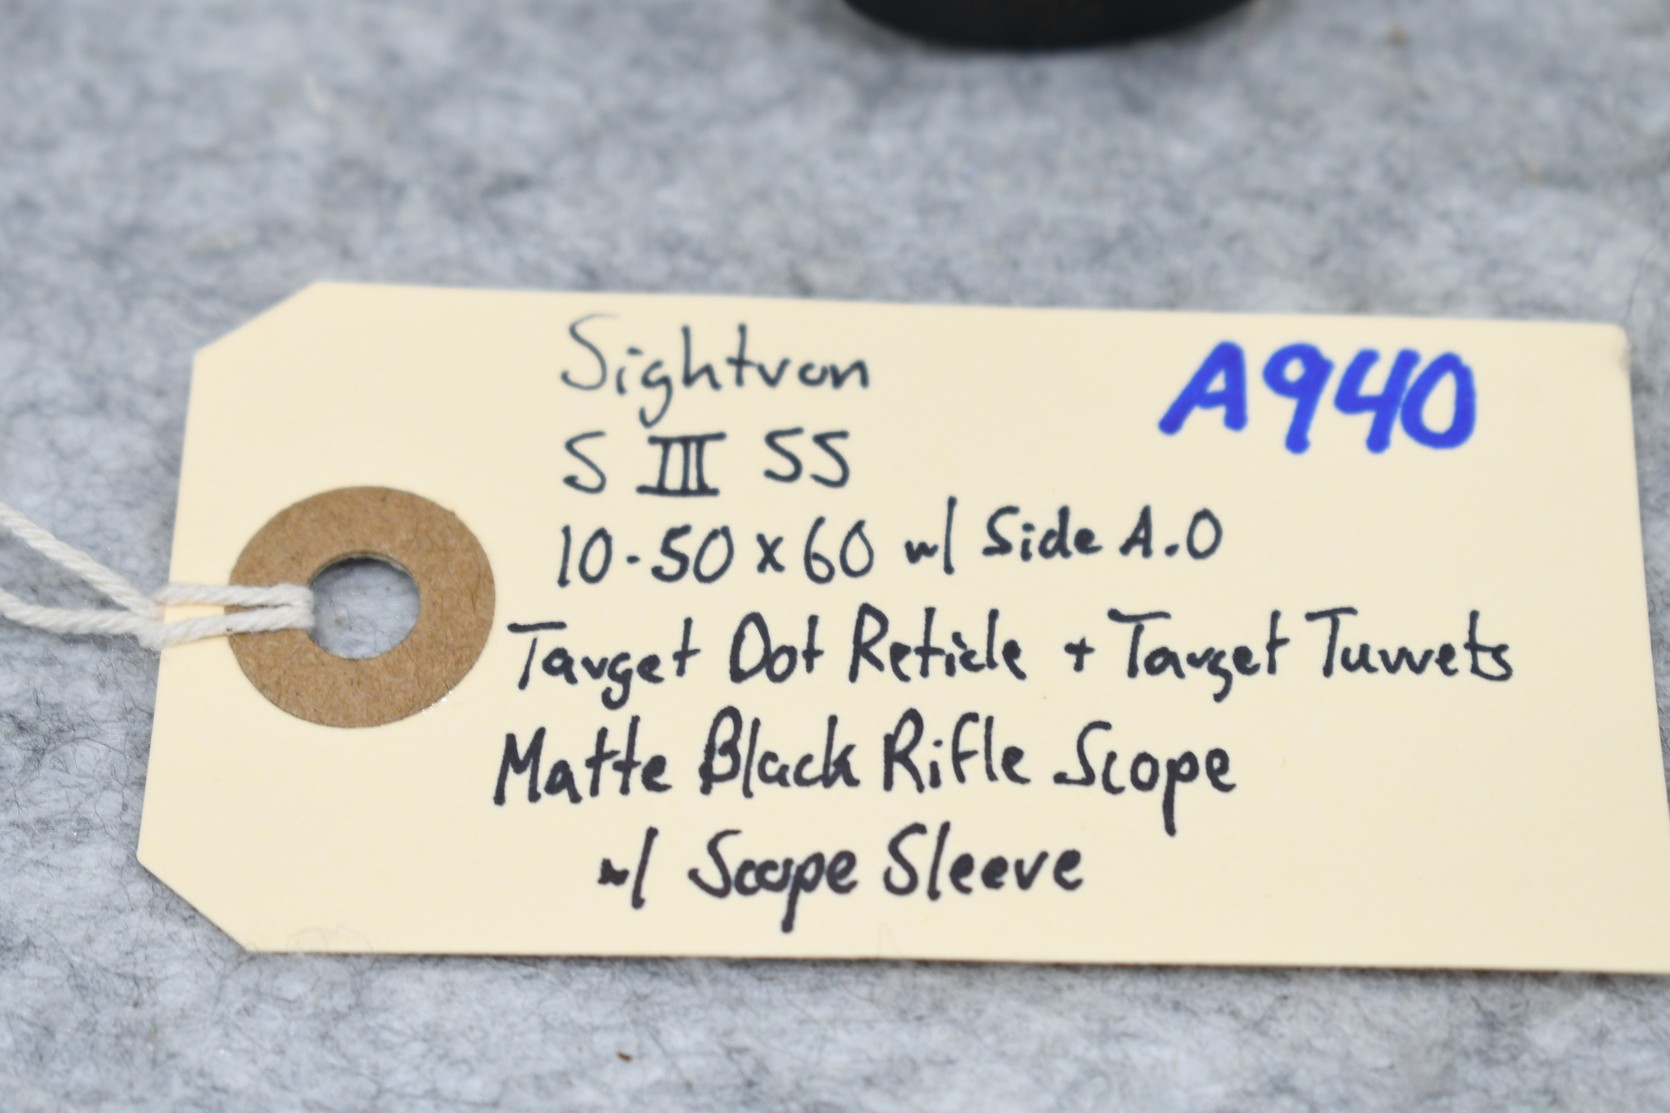 Sightron
A940
S III SS
10-50 x 60 w/ Side A.O
Target Dot Reticle + Target Turrets
Matte Black Rifle Scope
w/ Scope Sleeve